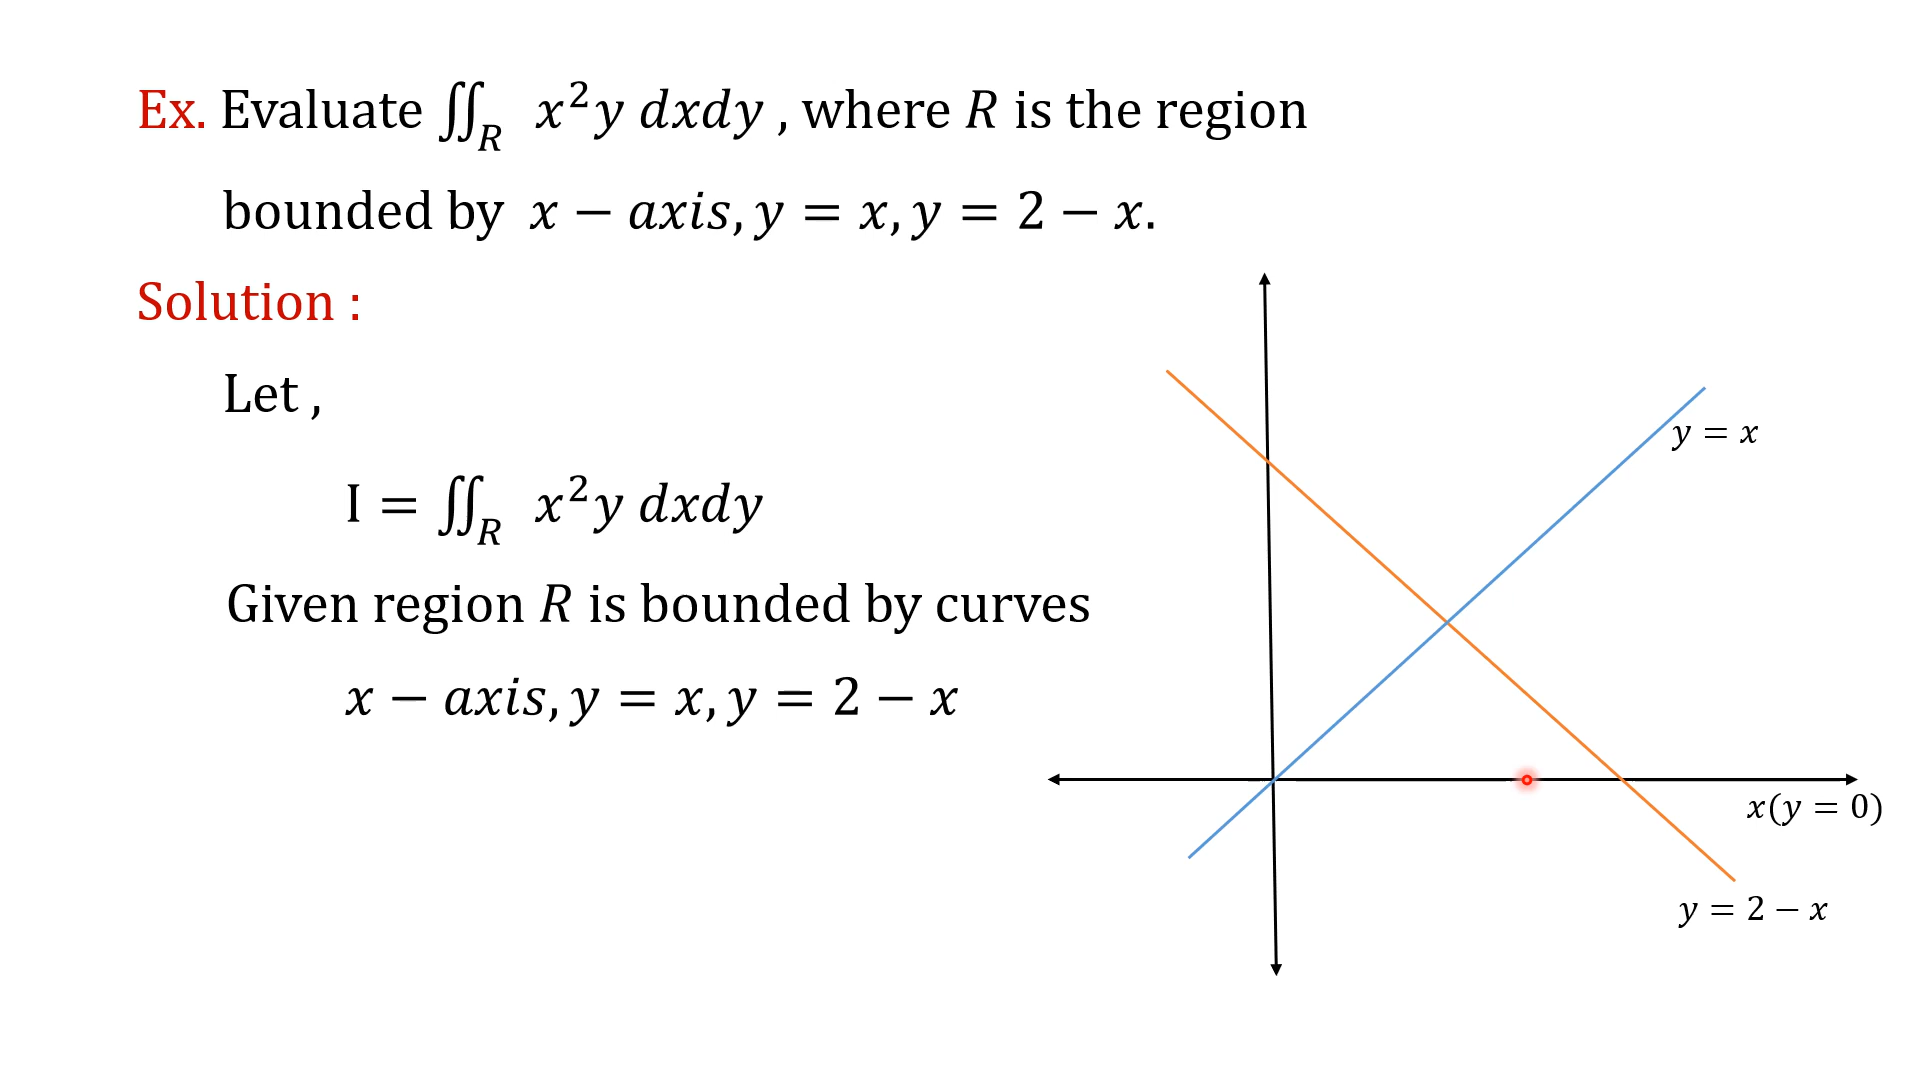 Ex. Evaluate ∬_R x²y dxdy , where R is the region
bounded by x − axis, y = x, y = 2 − x.
Solution :
Let ,
I = ∬_R x²y dxdy
Given region R is bounded by curves
x − axis, y = x, y = 2 − x
y = x
x(y = 0)
y = 2 − x